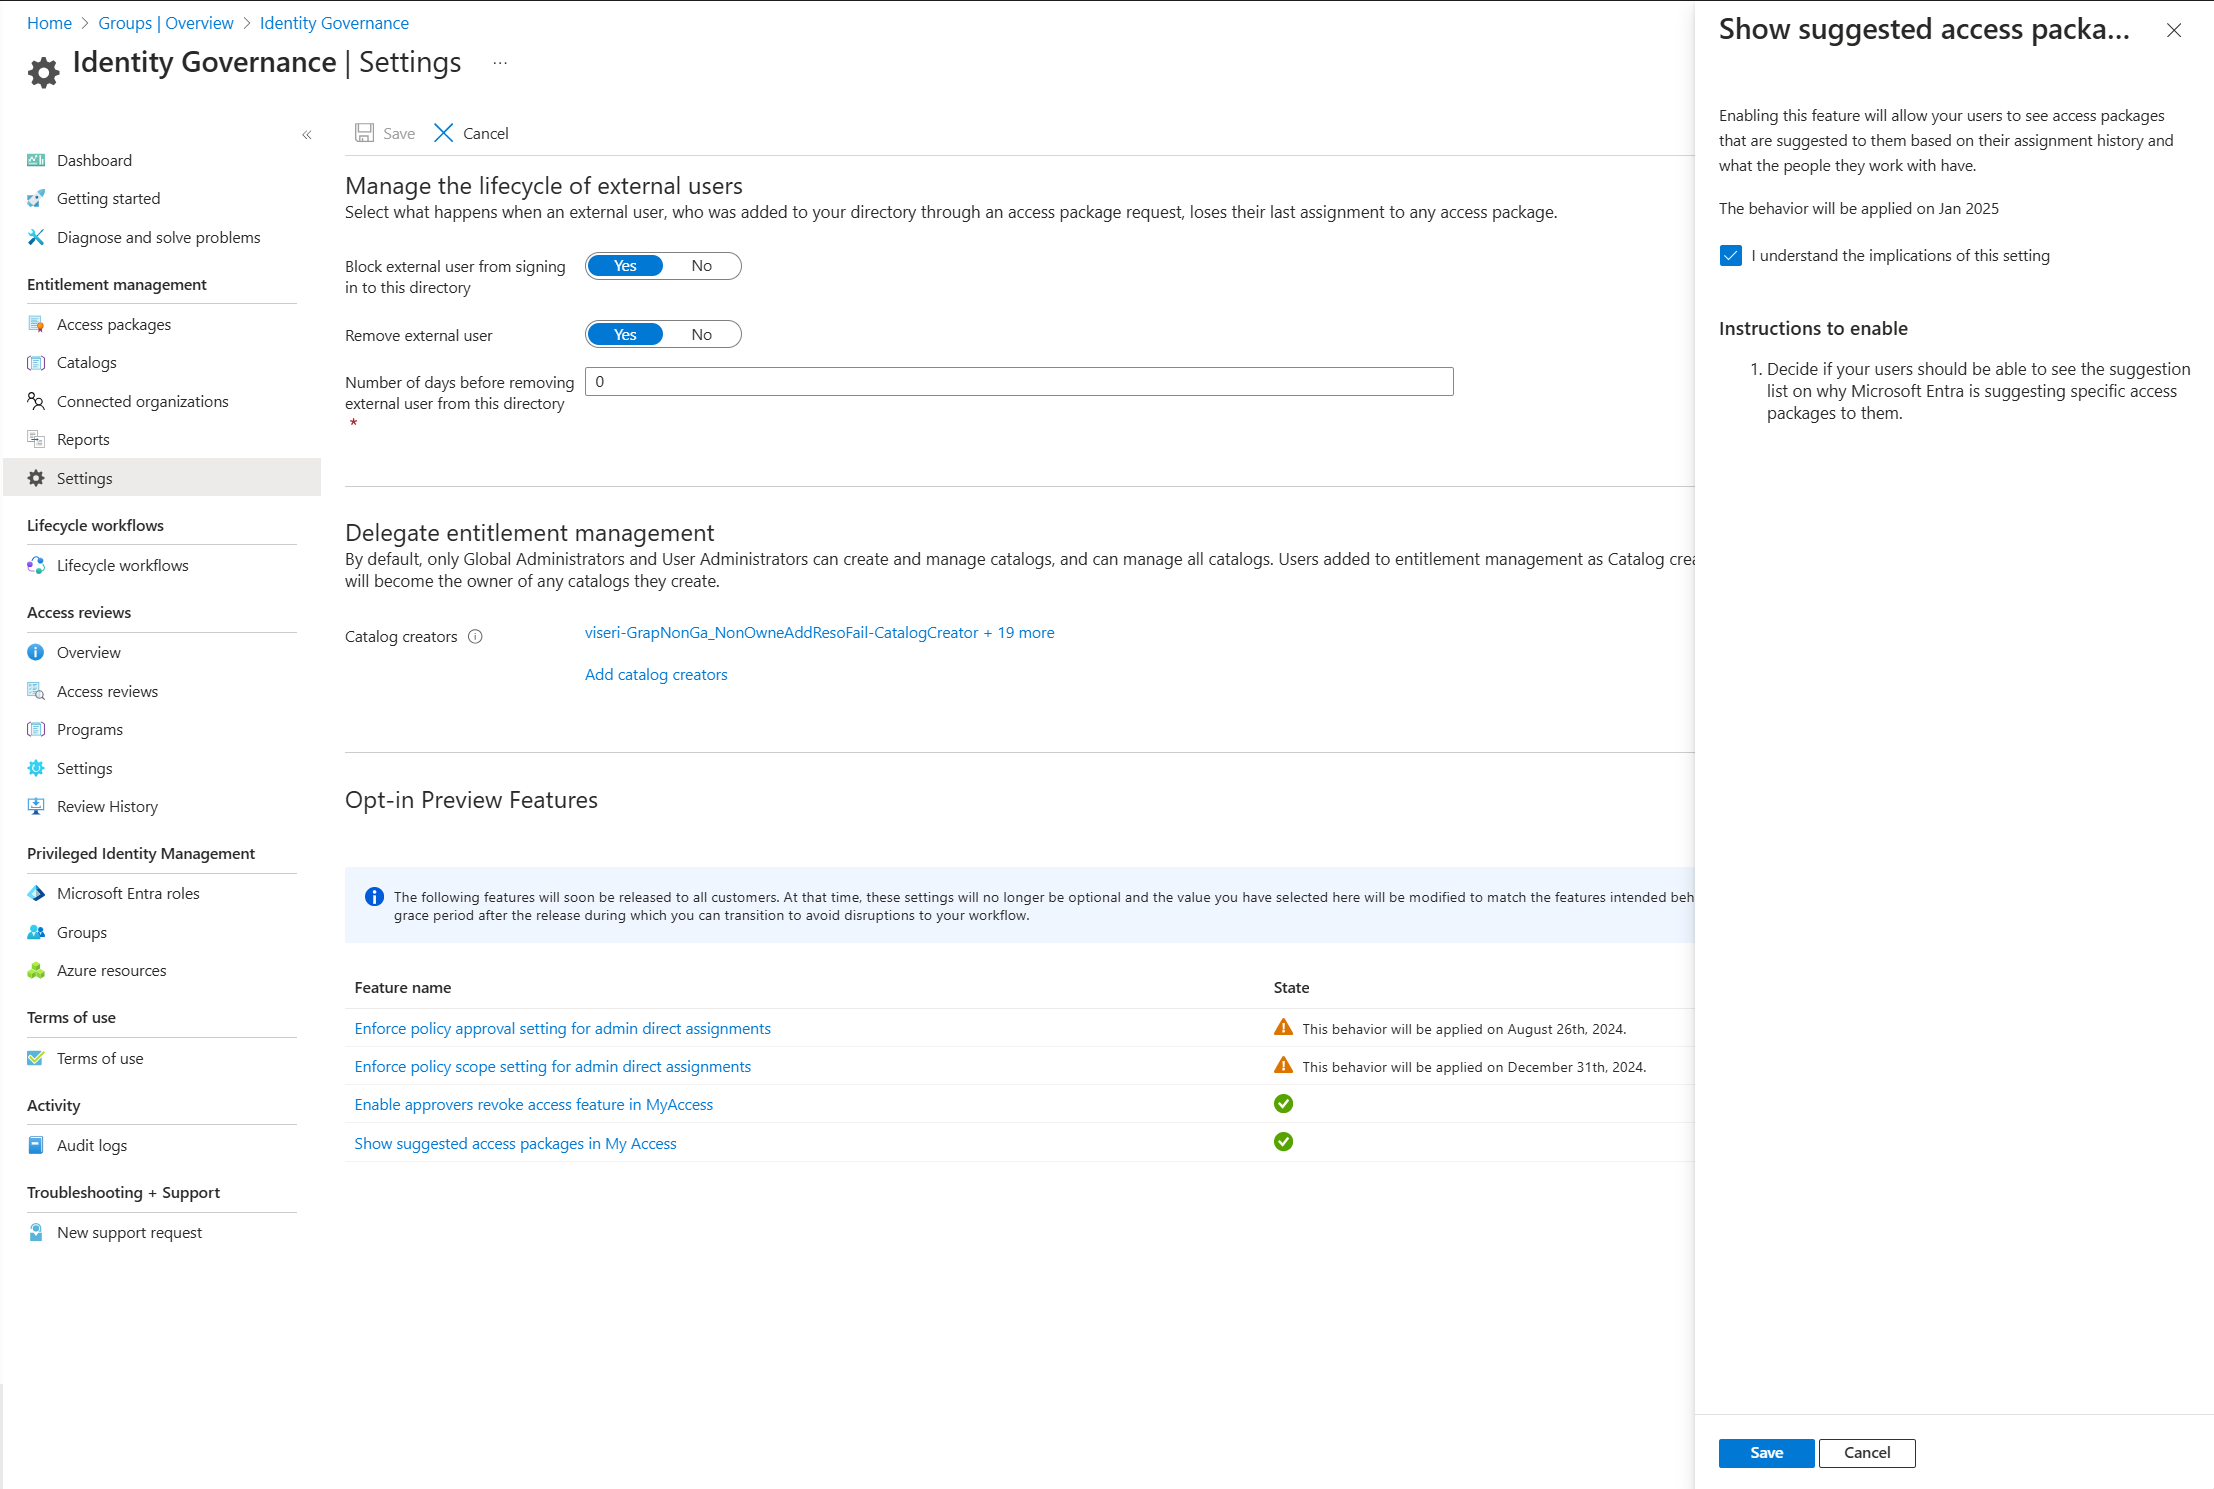 Home > Groups | Overview > Identity Governance
Identity Governance | Settings ...
«
Dashboard
Getting started
Diagnose and solve problems
Entitlement management
Access packages
Catalogs
Connected organizations
Reports
Settings
Lifecycle workflows
Lifecycle workflows
Access reviews
Overview
Access reviews
Programs
Settings
Review History
Privileged Identity Management
Microsoft Entra roles
Groups
Azure resources
Terms of use
Terms of use
Activity
Audit logs
Troubleshooting + Support
New support request
Save Cancel
Manage the lifecycle of external users
Select what happens when an external user, who was added to your directory through an access package request, loses their last assignment to any access package.
Block external user from signing
in to this directory
Yes No
Remove external user
Yes No
Number of days before removing
external user from this directory
*
0
Delegate entitlement management
By default, only Global Administrators and User Administrators can create and manage catalogs, and can manage all catalogs. Users added to entitlement management as Catalog crea
will become the owner of any catalogs they create.
Catalog creators
viseri-GrapNonGa_NonOwneAddResoFail-CatalogCreator + 19 more
Add catalog creators
Opt-in Preview Features
The following features will soon be released to all customers. At that time, these settings will no longer be optional and the value you have selected here will be modified to match the features intended beh
grace period after the release during which you can transition to avoid disruptions to your workflow.
Feature name State
Enforce policy approval setting for admin direct assignments This behavior will be applied on August 26th, 2024.
Enforce policy scope setting for admin direct assignments This behavior will be applied on December 31th, 2024.
Enable approvers revoke access feature in MyAccess
Show suggested access packages in My Access
Show suggested access packa...
Enabling this feature will allow your users to see access packages
that are suggested to them based on their assignment history and
what the people they work with have.
The behavior will be applied on Jan 2025
I understand the implications of this setting
Instructions to enable
1. Decide if your users should be able to see the suggestion
list on why Microsoft Entra is suggesting specific access
packages to them.
Save Cancel